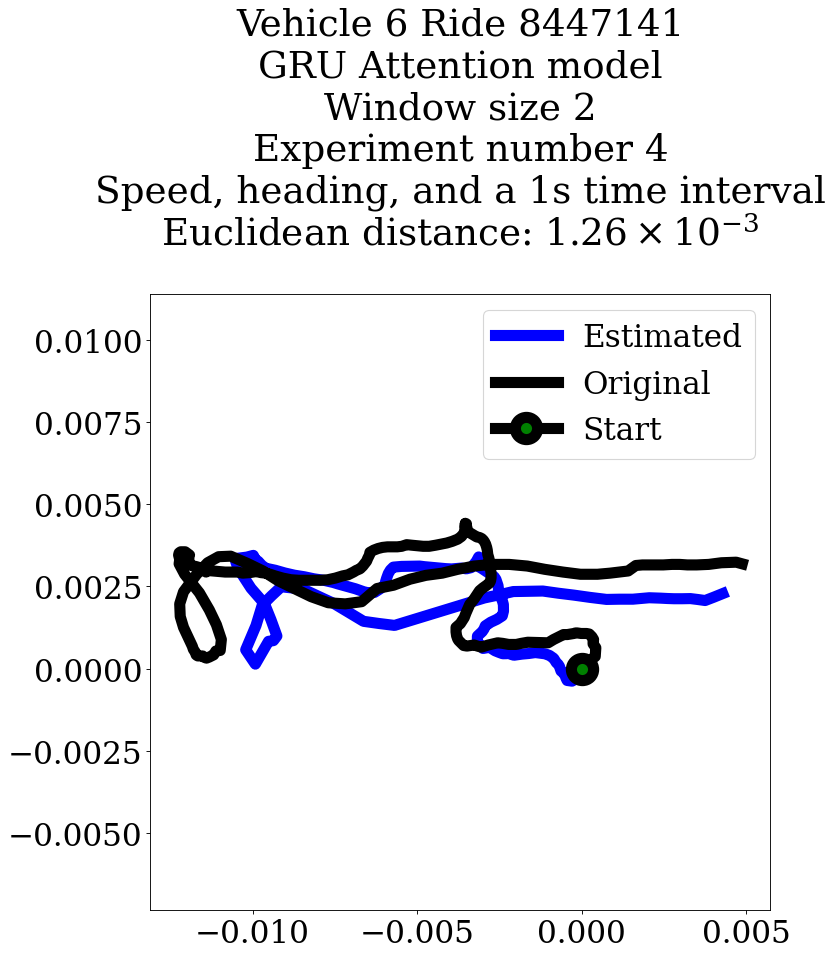 Vehicle 6 Ride 8447141
GRU Attention model
Window size 2
Experiment number 4
Speed, heading, and a 1s time interval
Euclidean distance: 1.26 × 10⁻³
Estimated
Original
Start
0.0100
0.0075
0.0050
0.0025
0.0000
−0.0025
−0.0050
−0.010 −0.005 0.000 0.005